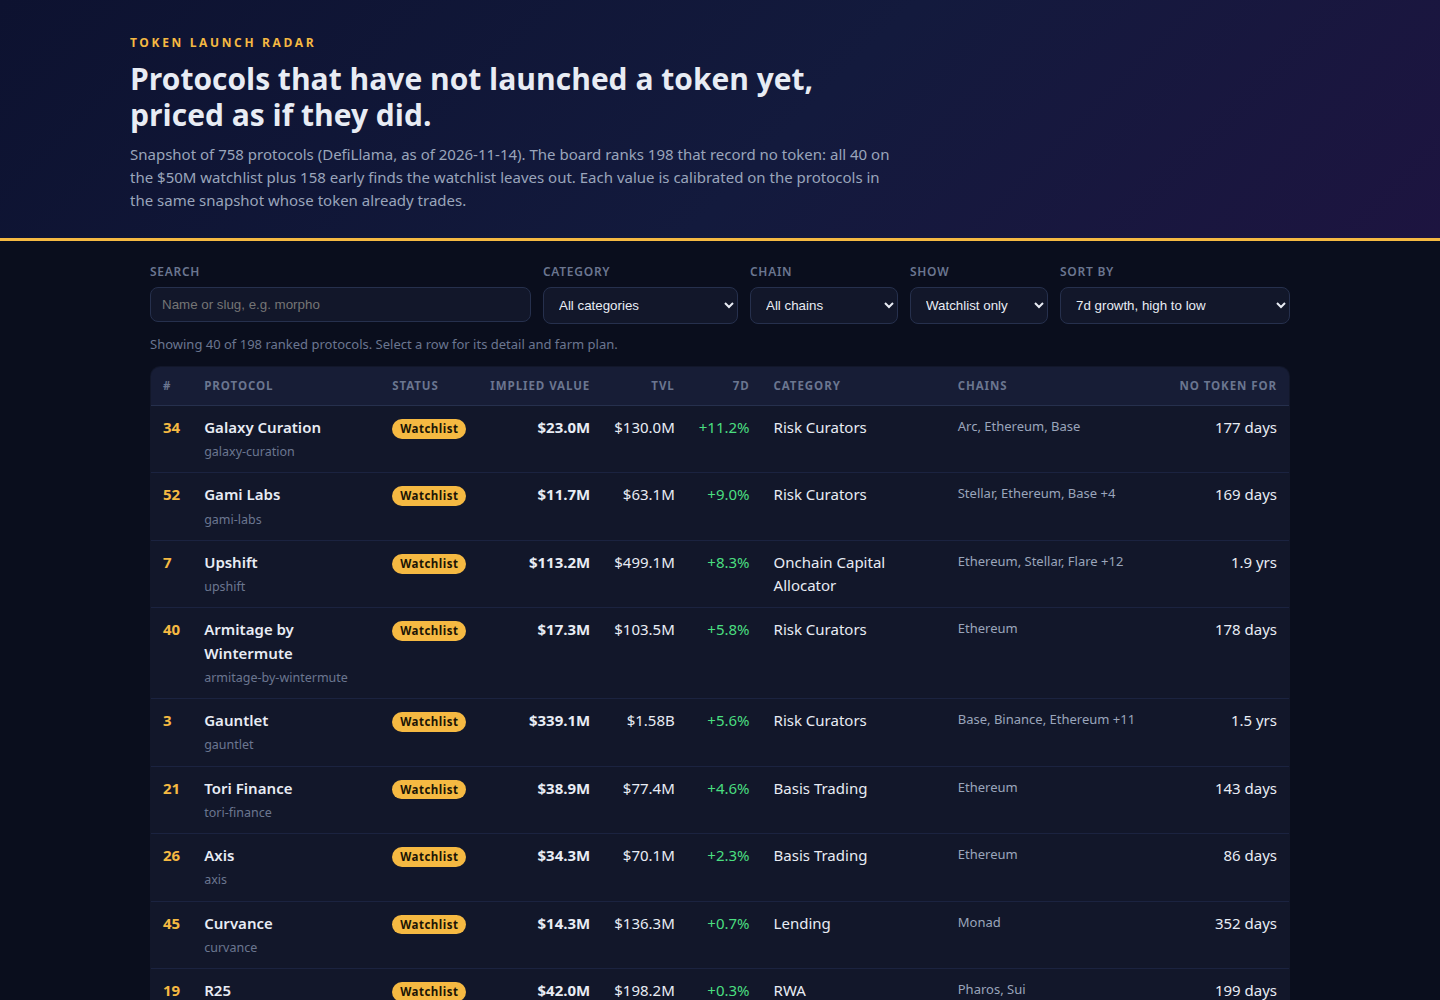 TOKEN LAUNCH RADAR
Protocols that have not launched a token yet,
priced as if they did.
Snapshot of 758 protocols (DefiLlama, as of 2026-11-14). The board ranks 198 that record no token: all 40 on
the $50M watchlist plus 158 early finds the watchlist leaves out. Each value is calibrated on the protocols in
the same snapshot whose token already trades.
SEARCH CATEGORY CHAIN SHOW SORT BY
Name or slug, e.g. morpho All categories All chains Watchlist only 7d growth, high to low
Showing 40 of 198 ranked protocols. Select a row for its detail and farm plan.
# PROTOCOL STATUS IMPLIED VALUE TVL 7D CATEGORY CHAINS NO TOKEN FOR
34 Galaxy Curation Watchlist $23.0M $130.0M +11.2% Risk Curators Arc, Ethereum, Base 177 days
galaxy-curation
52 Gami Labs Watchlist $11.7M $63.1M +9.0% Risk Curators Stellar, Ethereum, Base +4 169 days
gami-labs
7 Upshift Watchlist $113.2M $499.1M +8.3% Onchain Capital Ethereum, Stellar, Flare +12 1.9 yrs
upshift Allocator
40 Armitage by Watchlist $17.3M $103.5M +5.8% Risk Curators Ethereum 178 days
Wintermute
armitage-by-wintermute
3 Gauntlet Watchlist $339.1M $1.58B +5.6% Risk Curators Base, Binance, Ethereum +11 1.5 yrs
gauntlet
21 Tori Finance Watchlist $38.9M $77.4M +4.6% Basis Trading Ethereum 143 days
tori-finance
26 Axis Watchlist $34.3M $70.1M +2.3% Basis Trading Ethereum 86 days
axis
45 Curvance Watchlist $14.3M $136.3M +0.7% Lending Monad 352 days
curvance
19 R25 Watchlist $42.0M $198.2M +0.3% RWA Pharos, Sui 199 days